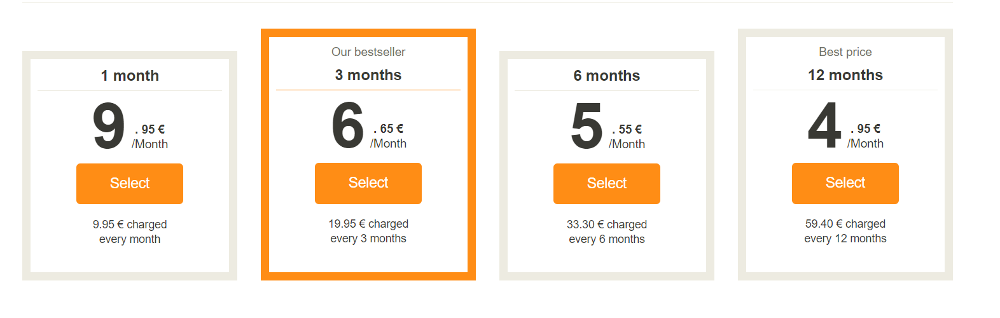 1 month
9 . 95 €
/Month
Select
9.95 € charged
every month
Our bestseller
3 months
6 . 65 €
/Month
Select
19.95 € charged
every 3 months
6 months
5 . 55 €
/Month
Select
33.30 € charged
every 6 months
Best price
12 months
4 . 95 €
/Month
Select
59.40 € charged
every 12 months